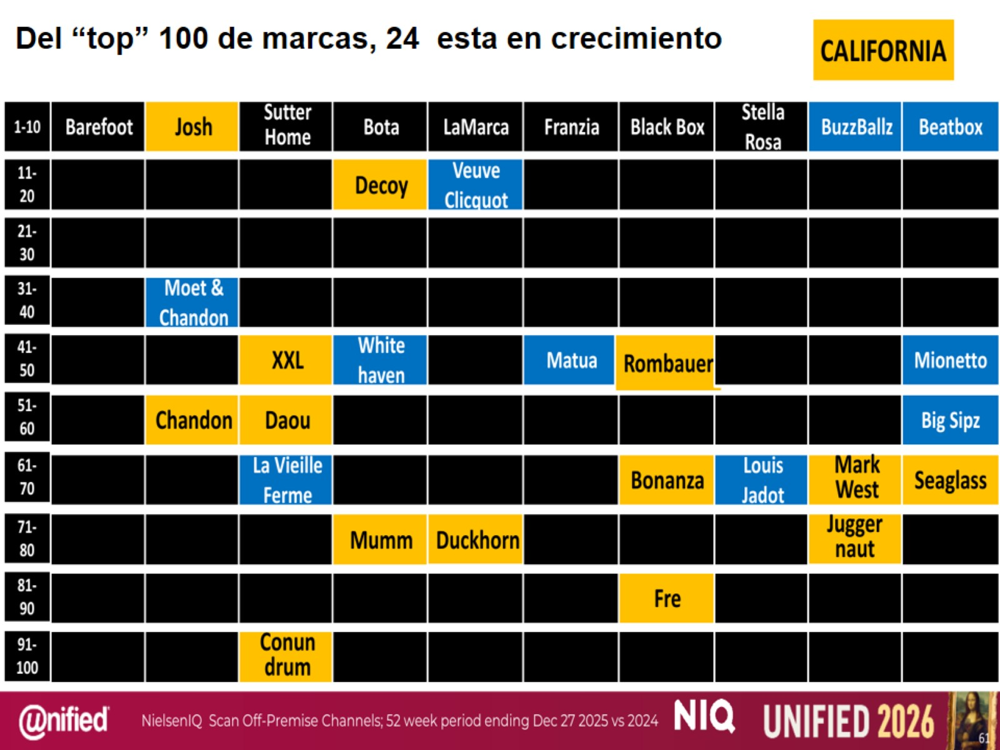 Del “top” 100 de marcas, 24  esta en crecimiento
CALIFORNIA
1-10
Barefoot
Josh
Sutter
Home
Bota
LaMarca
Franzia
Black Box
Stella
Rosa
BuzzBallz
Beatbox
11-
20
Decoy
Veuve
Clicquot
21-
30
31-
40
Moet &
Chandon
41-
50
XXL
White
haven
Matua
Rombauer
Mionetto
51-
60
Chandon
Daou
Big Sipz
61-
70
La Vieille
Ferme
Bonanza
Louis
Jadot
Mark
West
Seaglass
71-
80
Mumm
Duckhorn
Jugger
naut
81-
90
Fre
91-
100
Conun
drum
unified
NielsenIQ  Scan Off-Premise Channels; 52 week period ending Dec 27 2025 vs 2024
NIQ
UNIFIED 2026
61